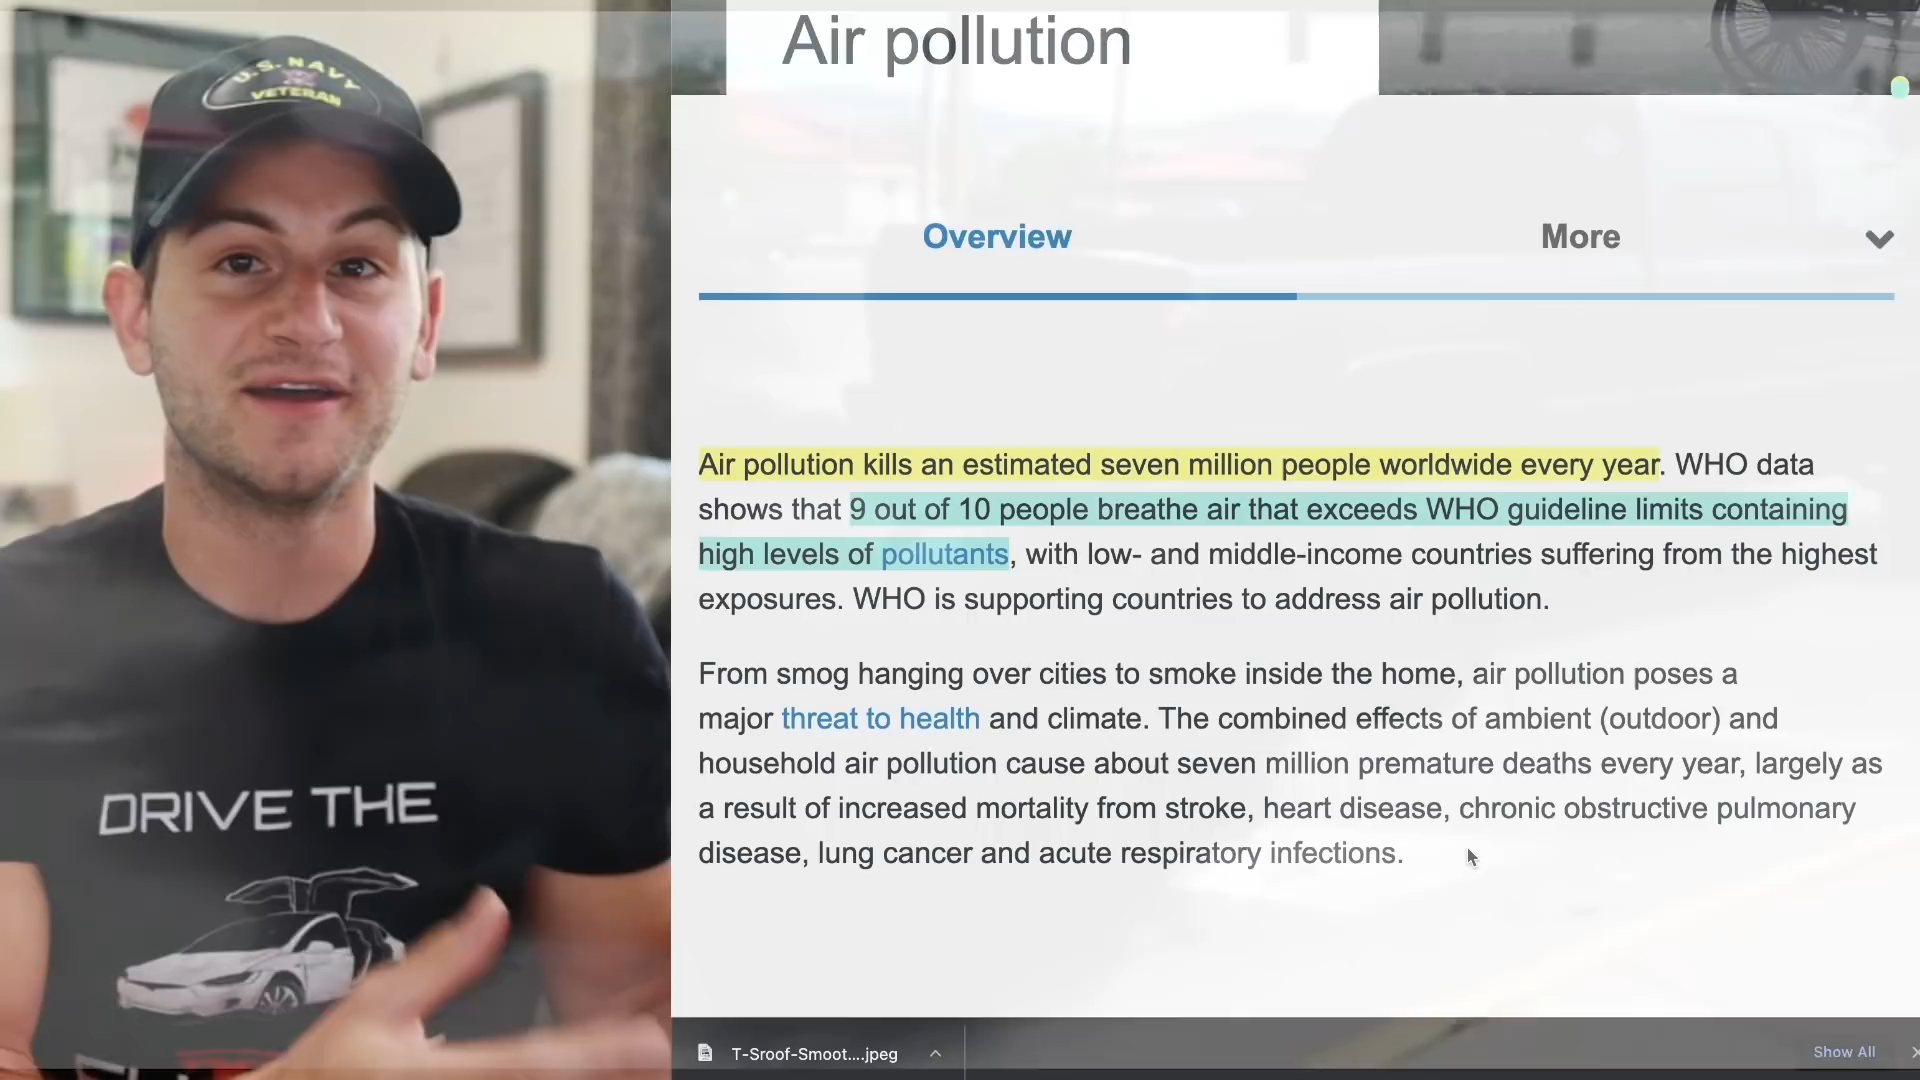 U.S. NAVY
VETERAN
DRIVE THE
Air pollution
Overview
More
Air pollution kills an estimated seven million people worldwide every year. WHO data
shows that 9 out of 10 people breathe air that exceeds WHO guideline limits containing
high levels of pollutants, with low- and middle-income countries suffering from the highest
exposures. WHO is supporting countries to address air pollution.
From smog hanging over cities to smoke inside the home, air pollution poses a
major threat to health and climate. The combined effects of ambient (outdoor) and
household air pollution cause about seven million premature deaths every year, largely as
a result of increased mortality from stroke, heart disease, chronic obstructive pulmonary
disease, lung cancer and acute respiratory infections.
T-Sroof-Smoot....jpeg
Show All